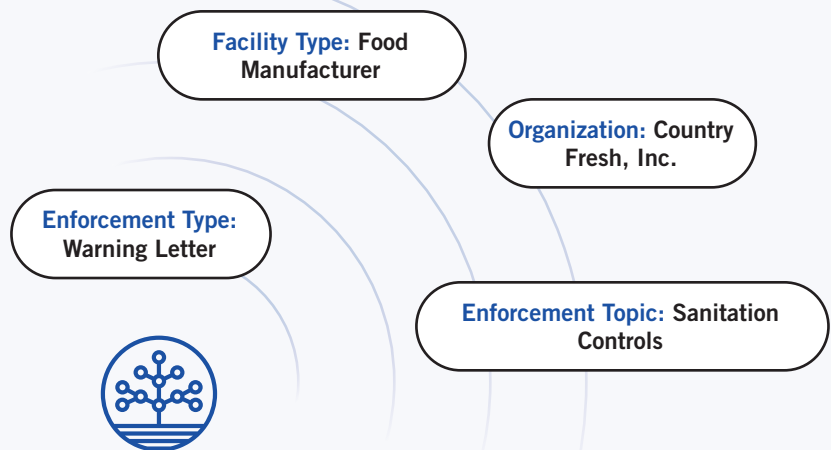 Facility Type: Food
Manufacturer
Organization: Country
Fresh, Inc.
Enforcement Type:
Warning Letter
Enforcement Topic: Sanitation
Controls